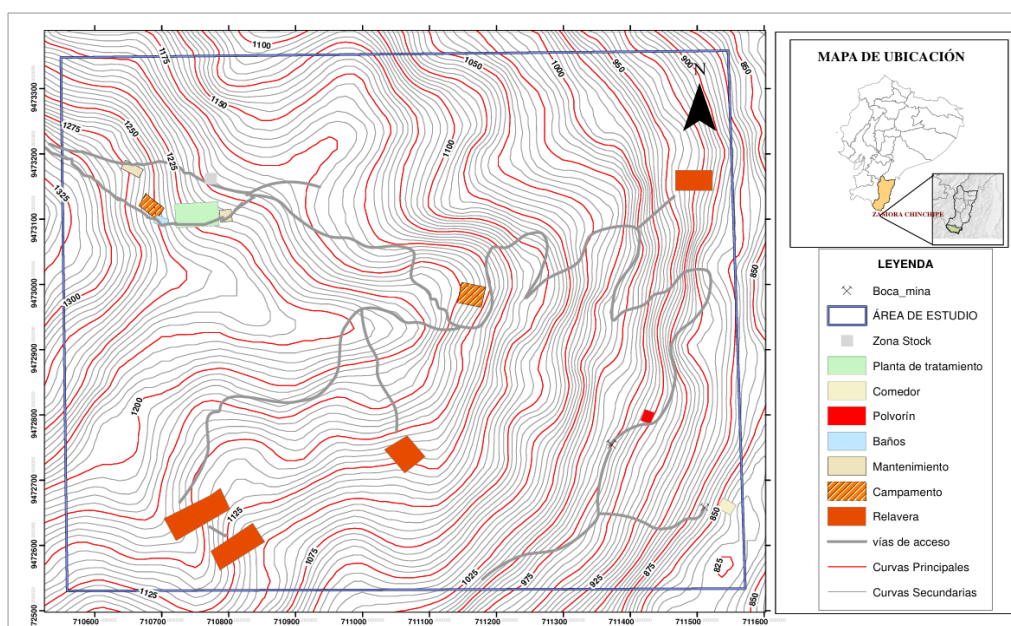 1100
1175
1050
1000
950
900
850
N
1150
1275
1250
1225
1100
1325
1300
850
1200
1125
850
1075
1025
975
925
875
825
1125
850
9473300
9473200
9473100
9473000
9472900
9472800
9472700
9472600
710600
710700
710800
710900
711000
711100
711200
711300
711400
711500
711600
MAPA DE UBICACIÓN
ZAMORA CHINCHIPE
LEYENDA
Boca_mina
ÁREA DE ESTUDIO
Zona Stock
Planta de tratamiento
Comedor
Polvorín
Baños
Mantenimiento
Campamento
Relavera
vías de acceso
Curvas Principales
Curvas Secundarias